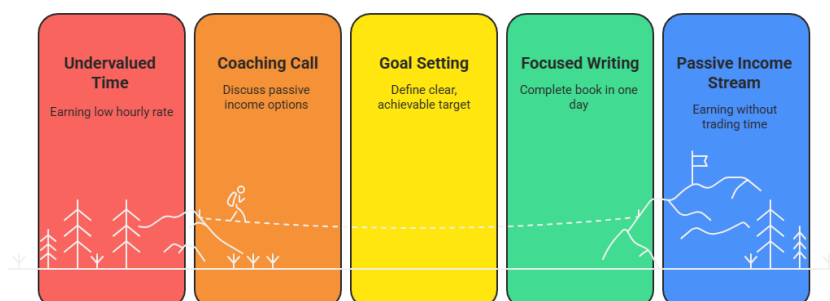 Undervalued
Time
Earning low hourly rate
Coaching Call
Discuss passive
income options
Goal Setting
Define clear,
achievable target
Focused Writing
Complete book in one
day
Passive Income
Stream
Earning without
trading time